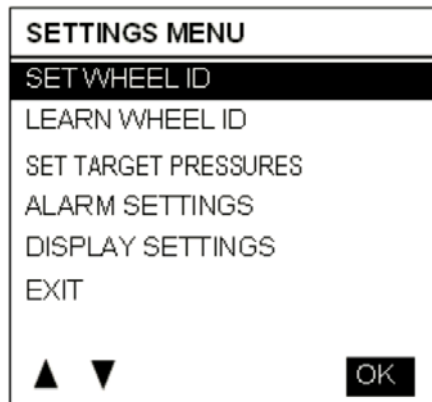 SETTINGS MENU
SET WHEEL ID
LEARN WHEEL ID
SET TARGET PRESSURES
ALARM SETTINGS
DISPLAY SETTINGS
EXIT
▲ ▼ OK